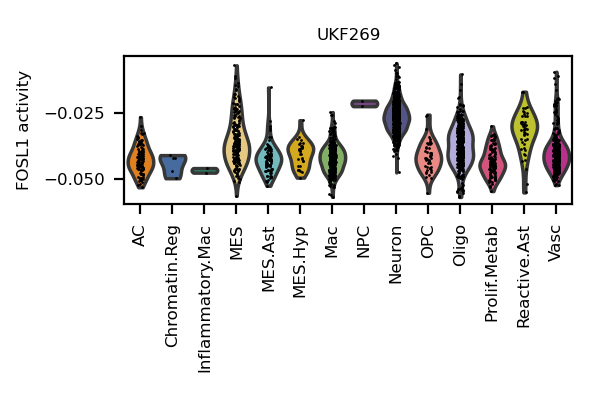 UKF269
FOSL1 activity
−0.025
−0.050
AC
Chromatin.Reg
Inflammatory.Mac
MES
MES.Ast
MES.Hyp
Mac
NPC
Neuron
OPC
Oligo
Prolif.Metab
Reactive.Ast
Vasc